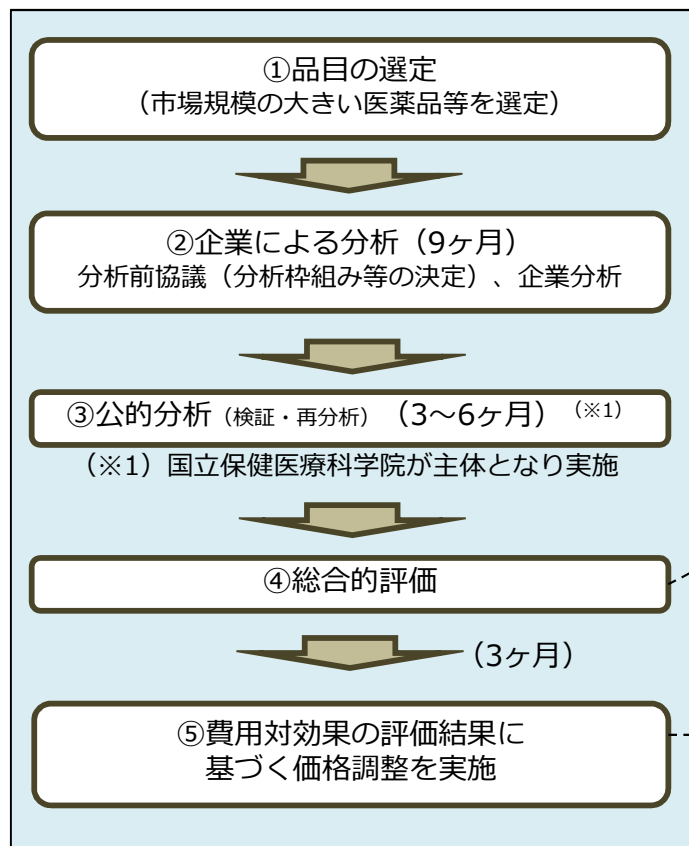 ①品目の選定
（市場規模の大きい医薬品等を選定）
②企業による分析（9ヶ月）
分析前協議（分析枠組み等の決定）、企業分析
③公的分析（検証・再分析）（3～6ヶ月）（※1）
（※1）国立保健医療科学院が主体となり実施
④総合的評価
（3ヶ月）
⑤費用対効果の評価結果に
基づく価格調整を実施